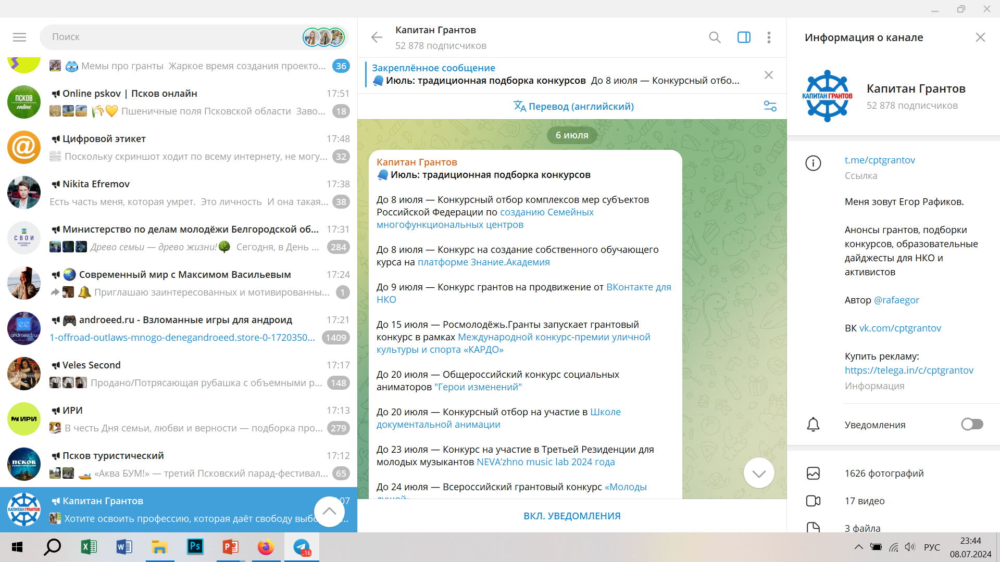 Поиск
Мемы про гранты Жаркое время создания проекто... 36
ПСКОВ
online
Online pskov | Псков онлайн 17:51
Пшеничные поля Псковской области Заво... 18
Цифровой этикет 17:48
Поскольку скриншот ходит по всему интернету, не могу... 32
Nikita Efremov 17:38
Есть часть меня, которая умрет. Это личность И она такая... 38
СВОИ
Министерство по делам молодёжи Белгородской об... 17:31
Древо семьи — древо жизни! Сегодня, в День ... 284
Современный мир с Максимом Васильевым 17:24
Приглашаю заинтересованных и мотивированны... 1
androeed.ru
androeed.ru - Взломанные игры для андроид 17:21
1-offroad-outlaws-mnogo-denegandroeed.store-0-1720350... 1409
Veles Second
Veles Second 17:17
Продано/Потрясающая рубашка с объемными р... 148
ИРИ
ИРИ 17:13
В честь Дня семьи, любви и верности — подборка про... 279
ПСКОВ
ТУРИСТИЧЕСКИЙ
Псков туристический 17:12
«Аква БУМ!» — третий Псковский парад-фестивал... 65
КАПИТАН ГРАНТОВ
Капитан Грантов :07
Хотите освоить профессию, которая даёт свободу выбо ...
Капитан Грантов
52 878 подписчиков
Закреплённое сообщение
Июль: традиционная подборка конкурсов До 8 июля — Конкурсный отбо...
Перевод (английский)
6 июля
Капитан Грантов
Июль: традиционная подборка конкурсов
До 8 июля — Конкурсный отбор комплексов мер субъектов
Российской Федерации по созданию Семейных
многофункциональных центров
До 8 июля — Конкурс на создание собственного обучающего
курса на платформе Знание.Академия
До 9 июля — Конкурс грантов на продвижение от ВКонтакте для
НКО
До 15 июля — Росмолодёжь.Гранты запускает грантовый
конкурс в рамках Международной конкурс-премии уличной
культуры и спорта «КАРДО»
До 20 июля — Общероссийский конкурс социальных
аниматоров "Герои изменений"
До 20 июля — Конкурсный отбор на участие в Школе
документальной анимации
До 23 июля — Конкурс на участие в Третьей Резиденции для
молодых музыкантов NEVA’zhno music lab 2024 года
До 24 июля — Всероссийский грантовый конкурс «Молоды
душой»
ВКЛ. УВЕДОМЛЕНИЯ
Информация о канале
КАПИТАН ГРАНТОВ
Капитан Грантов
52 878 подписчиков
t.me/cptgrantov
Ссылка
Меня зовут Егор Рафиков.
Анонсы грантов, подборки
конкурсов, образовательные
дайджесты для НКО и
активистов
Автор @rafaegor
ВК vk.com/cptgrantov
Купить рекламу:
https://telega.in/c/cptgrantov
Информация
Уведомления
1626 фотографий
17 видео
3 файла
..16
РУС
23:44
08.07.2024